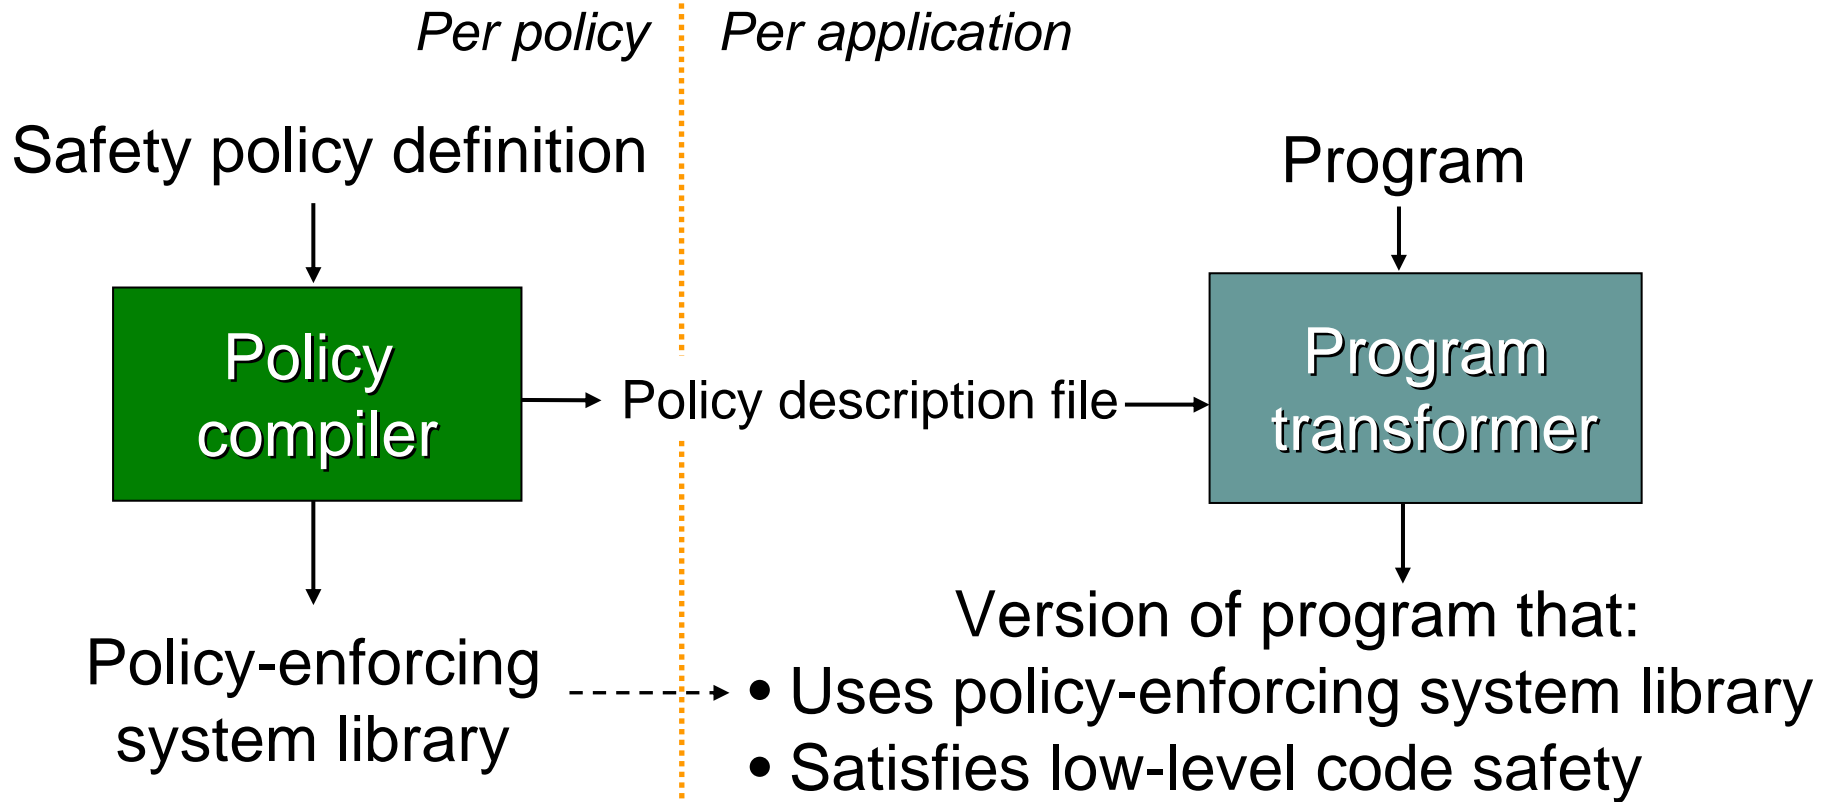 Per policy
Per application
Safety policy definition
Program
Policy
compiler
Policy description file
Program
transformer
Policy-enforcing
system library
Version of program that:
• Uses policy-enforcing system library
• Satisfies low-level code safety